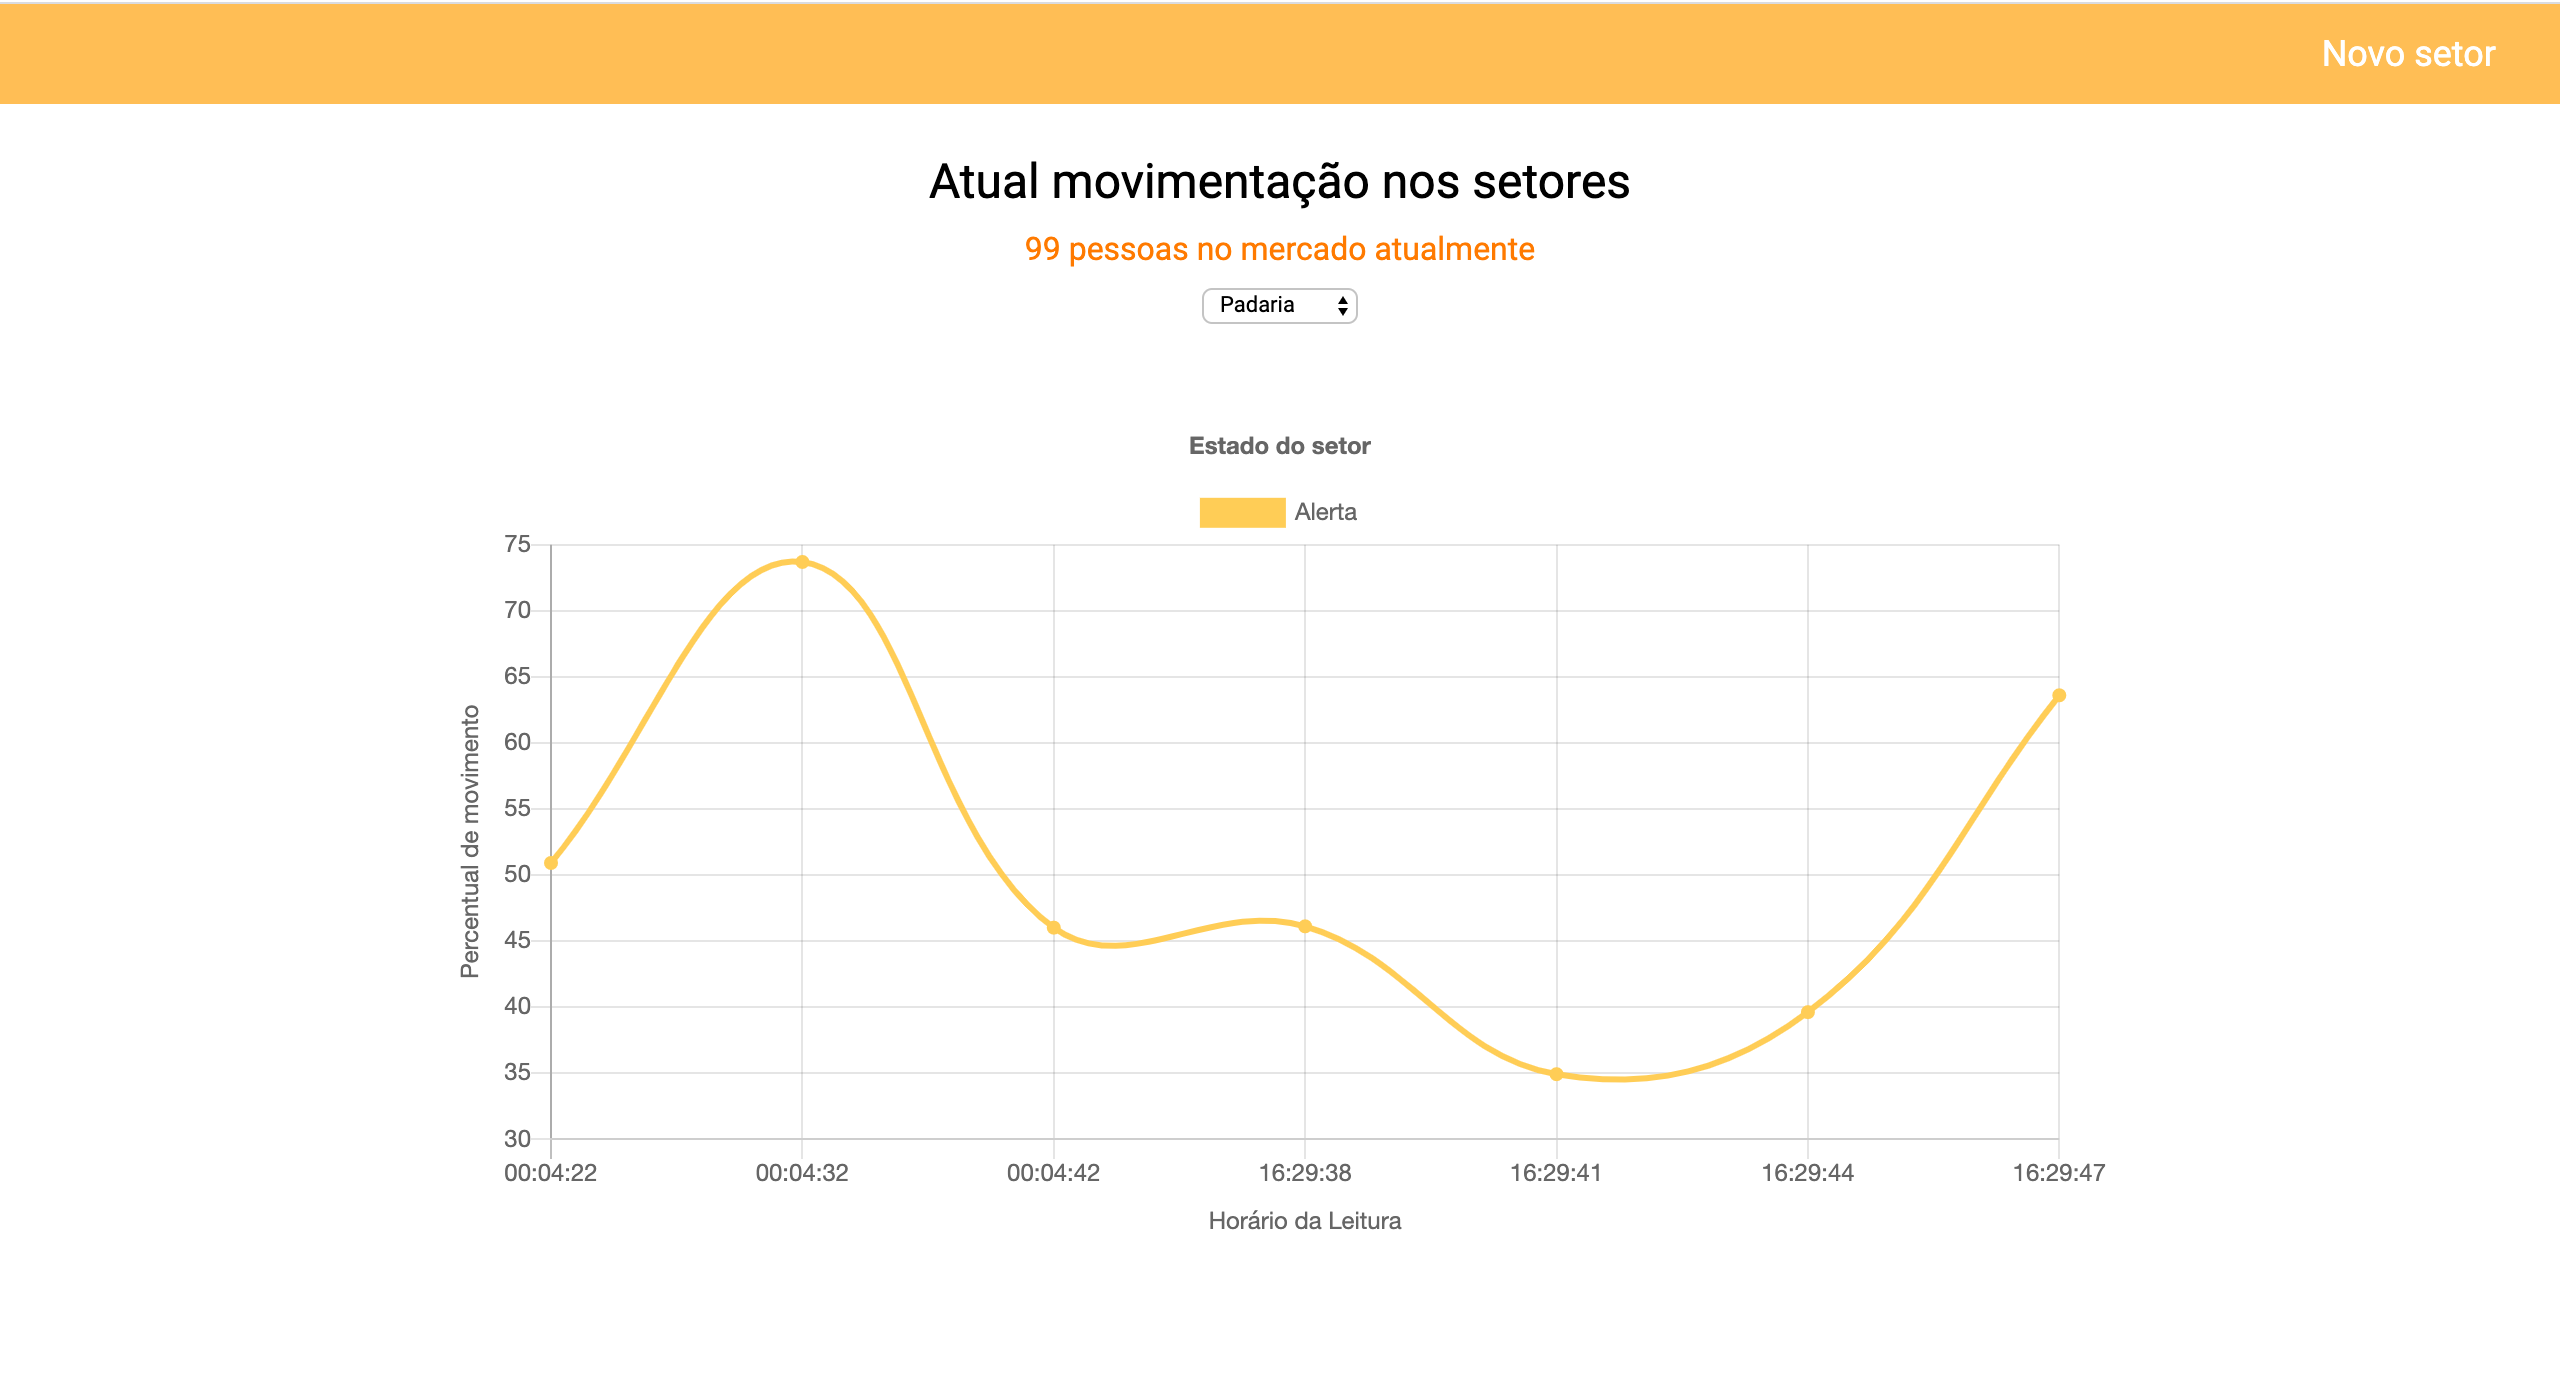 Novo setor
Atual movimentação nos setores
99 pessoas no mercado atualmente
Padaria
Estado do setor
Alerta
75
70
65
60
55
50
45
40
35
30
Percentual de movimento
00:04:22 00:04:32 00:04:42 16:29:38 16:29:41 16:29:44 16:29:47
Horário da Leitura